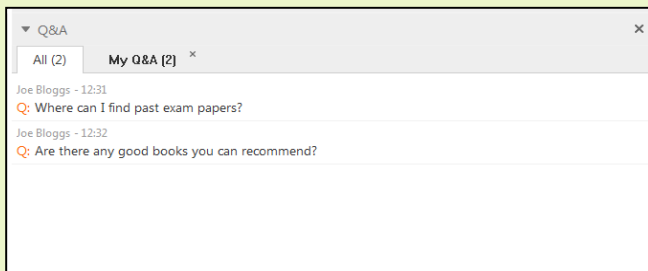 Q&A
All (2) My Q&A (2)
Joe Bloggs - 12:31
Q: Where can I find past exam papers?
Joe Bloggs - 12:32
Q: Are there any good books you can recommend?